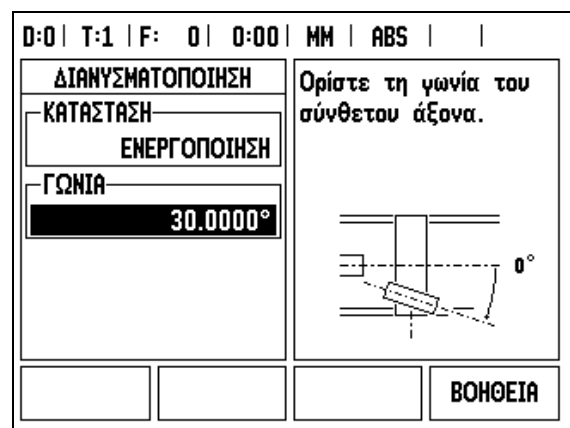 D:0 | T:1 | F: 0 | 0:00 | MM | ABS | |
ΔΙΑΝΥΣΜΑΤΟΠΟΙΗΣΗ
ΚΑΤΑΣΤΑΣΗ
ΕΝΕΡΓΟΠΟΙΗΣΗ
ΓΩΝΙΑ
30.0000°
Ορίστε τη γωνία του
σύνθετου άξονα.
0°
ΒΟΗΘΕΙΑ